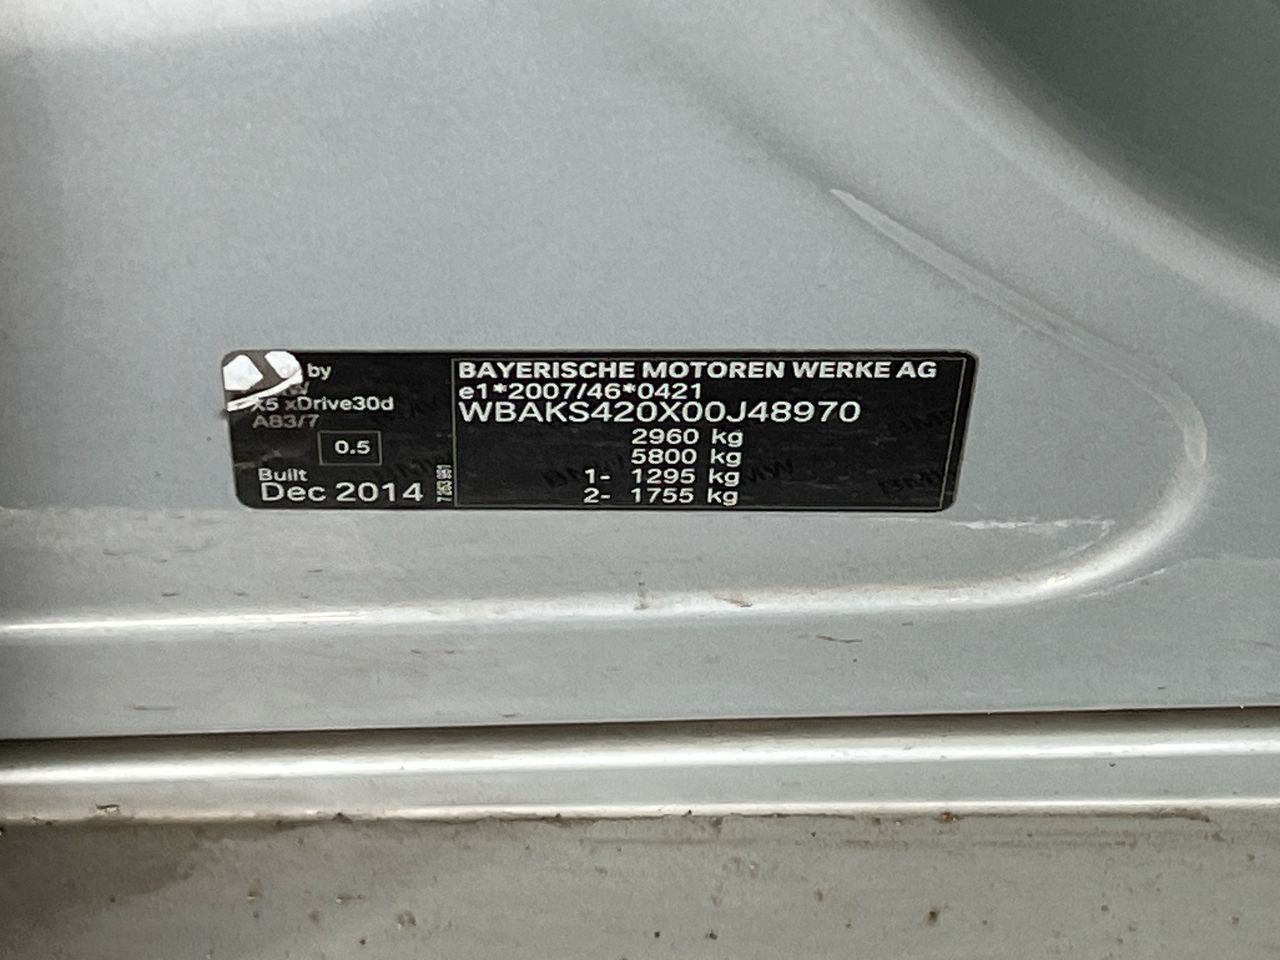 by
X5 xDrive30d
A83/7
0.5
Built
Dec 2014
BAYERISCHE MOTOREN WERKE AG
e1*2007/46*0421
WBAKS420X00J48970
2960 kg
5800 kg
1- 1295 kg
2- 1755 kg